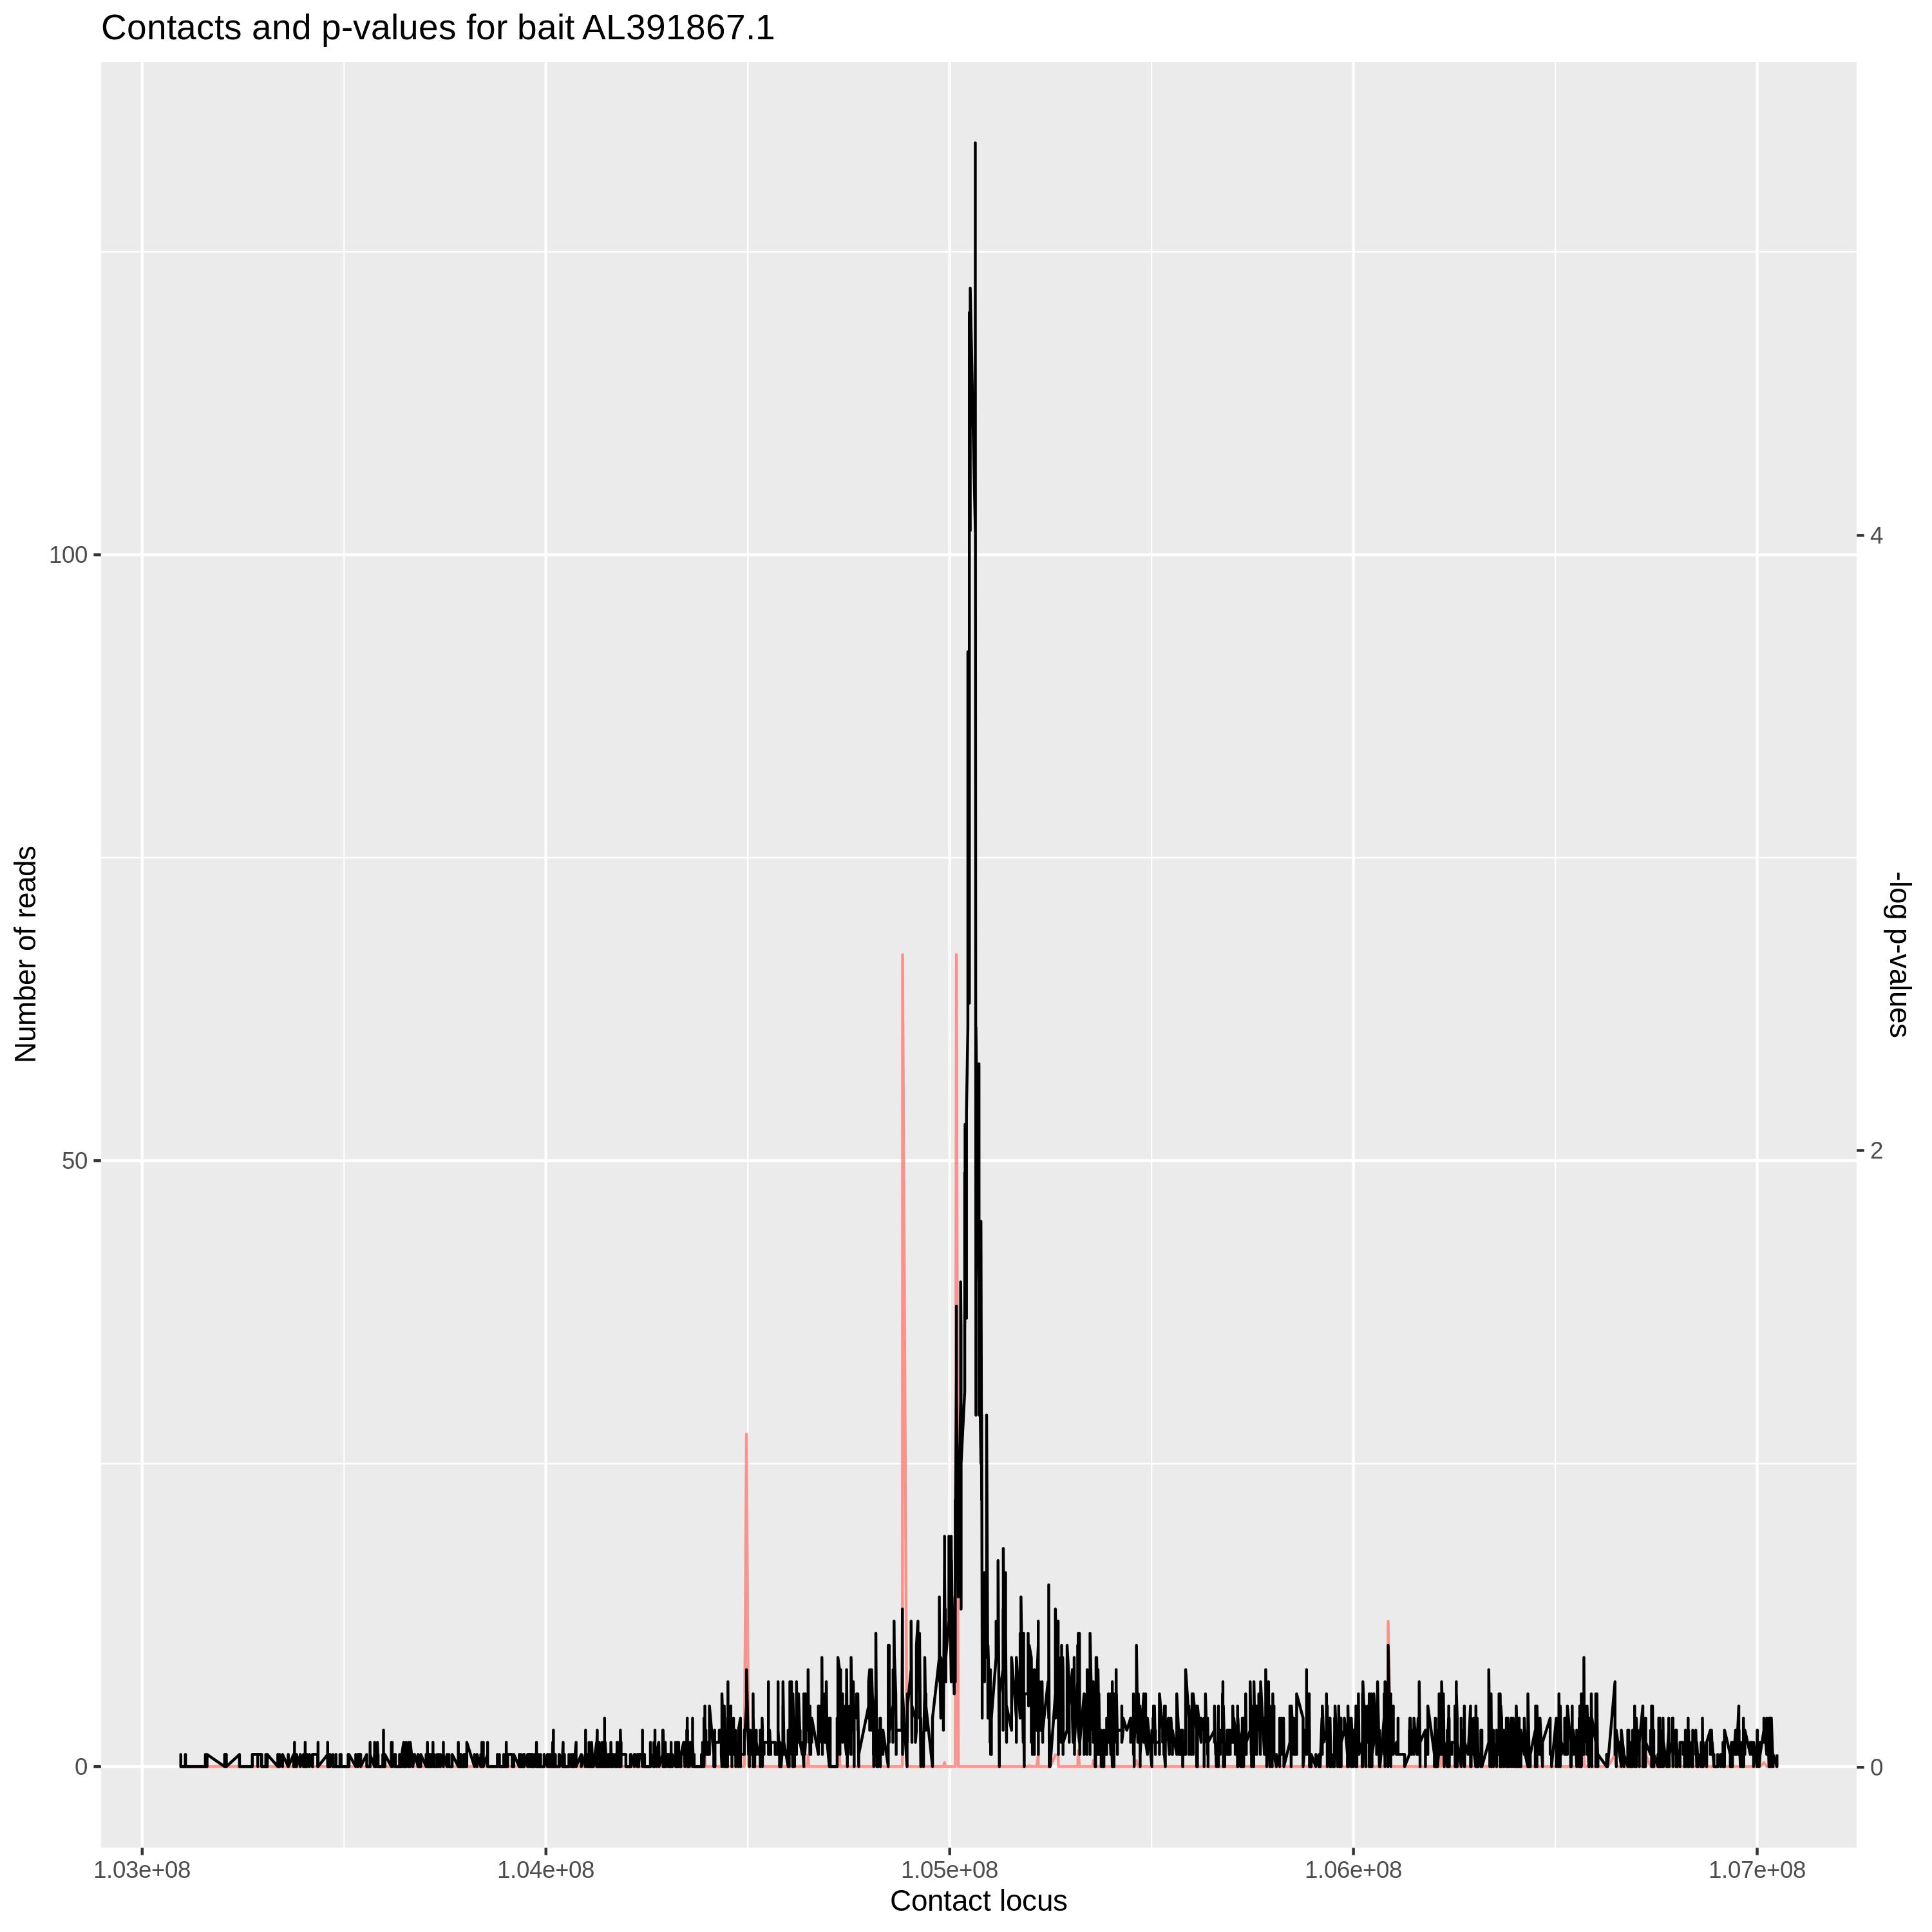 Contacts and p-values for bait AL391867.1
100
50
0
Number of reads
4
2
0
-log p-values
1.03e+08
1.04e+08
1.05e+08
1.06e+08
1.07e+08
Contact locus